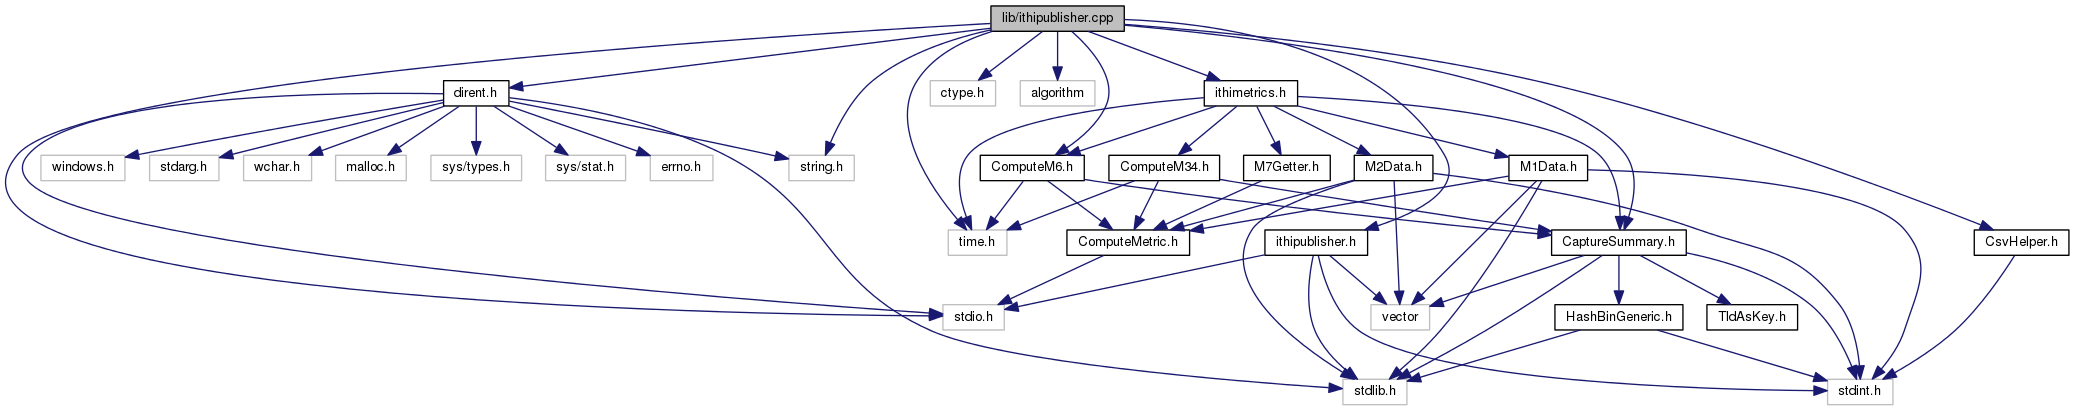 lib/ithipublisher.cpp
dirent.h
ctype.h
algorithm
ithimetrics.h
windows.h
stdarg.h
wchar.h
malloc.h
sys/types.h
sys/stat.h
errno.h
string.h
ComputeM6.h
ComputeM34.h
M7Getter.h
M2Data.h
M1Data.h
time.h
ComputeMetric.h
ithipublisher.h
CaptureSummary.h
CsvHelper.h
stdio.h
vector
HashBinGeneric.h
TldAsKey.h
stdlib.h
stdint.h